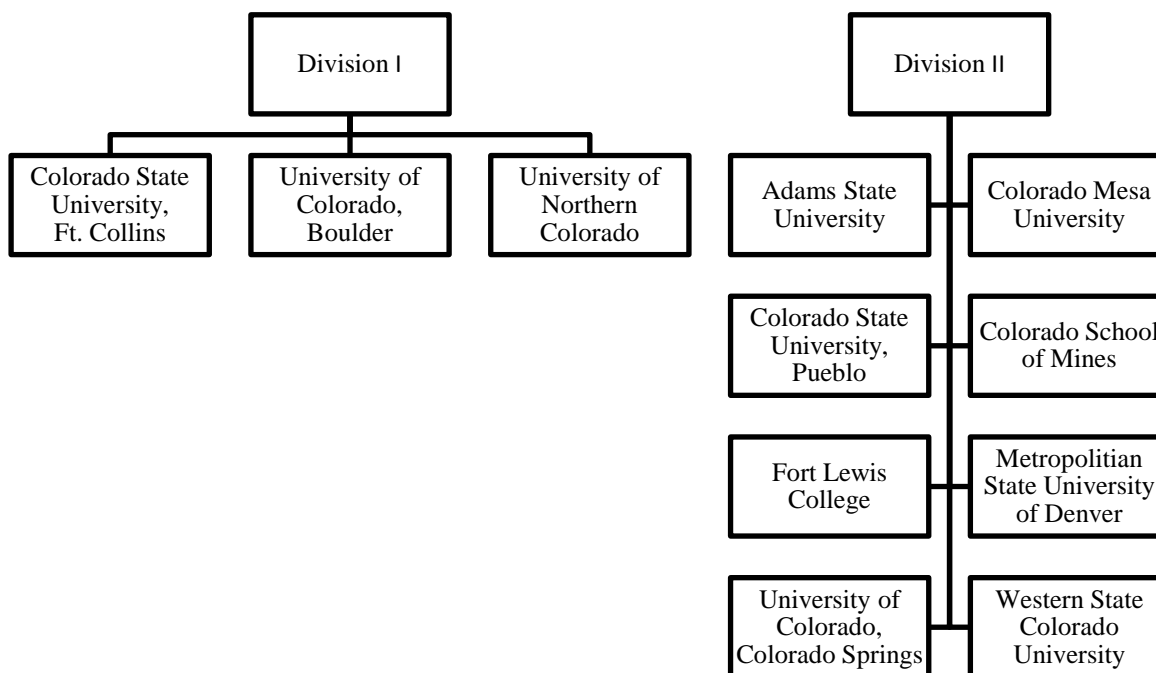 Division I
Division II
Colorado State
University,
Ft. Collins
University of
Colorado,
Boulder
University of
Northern
Colorado
Adams State
University
Colorado Mesa
University
Colorado State
University,
Pueblo
Colorado School
of Mines
Fort Lewis
College
Metropolitian
State University
of Denver
University of
Colorado,
Colorado Springs
Western State
Colorado
University